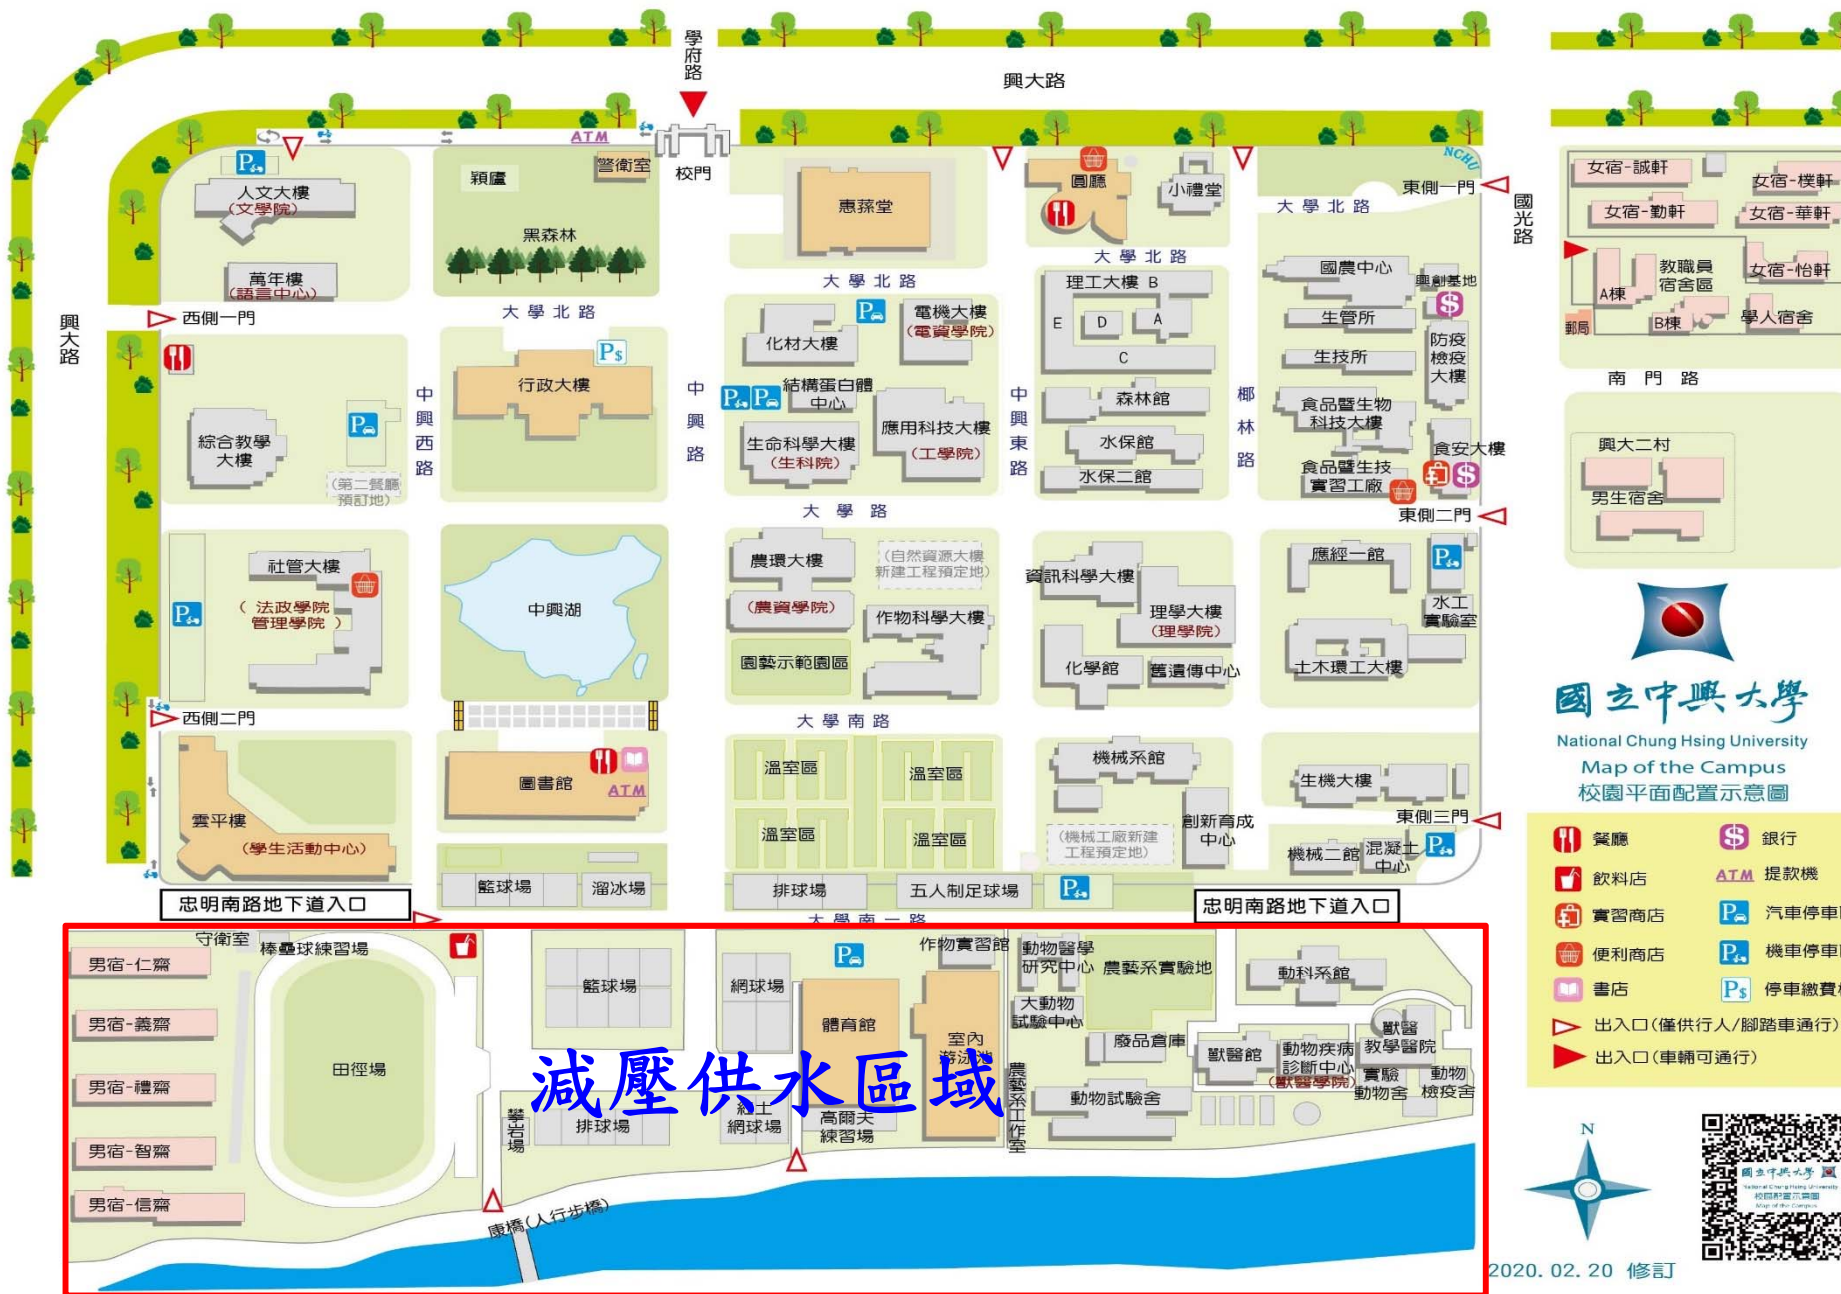 學府路
興大路
ATM
校門
警衛室
穎廬
黑森林
人文大樓
(文學院)
萬年樓
(語言中心)
西側一門
興大路
大學北路
惠蓀堂
大學北路
圓廳
小禮堂
大學北路
大學北路
NCHU
東側一門
國光路
女宿-誠軒
女宿-樸軒
女宿-勤軒
女宿-華軒
女宿-怡軒
教職員
宿舍區
A棟
B棟
學人宿舍
郵局
南門路
興大二村
男生宿舍
綜合教學
大樓
(第二餐廳
預訂地)
中興西路
行政大樓
中興路
化材大樓
電機大樓
(電資學院)
結構蛋白體
中心
生命科學大樓
(生科院)
應用科技大樓
(工學院)
中興東路
理工大樓 B
E
D
A
C
森林館
水保館
水保二館
椰林路
國農中心
興創基地
生管所
生技所
防疫
檢疫
大樓
食品暨生物
科技大樓
食安大樓
食品暨生技
實習工廠
東側二門
大學路
社管大樓
(法政學院
管理學院)
中興湖
農環大樓
(農資學院)
(自然資源大樓
新建工程預定地)
作物科學大樓
園藝示範園區
資訊科學大樓
理學大樓
(理學院)
化學館
舊遺傳中心
應經一館
水工
實驗室
土木環工大樓
西側二門
大學南路
雲平樓
(學生活動中心)
圖書館
ATM
籃球場
溜冰場
溫室區
溫室區
溫室區
溫室區
排球場
五人制足球場
機械系館
(機械工廠新建
工程預定地)
創新育成
中心
生機大樓
東側三門
機械二館
混凝土
中心
忠明南路地下道入口
大學南一路
忠明南路地下道入口
守衛室
棒壘球練習場
男宿-仁齋
男宿-義齋
男宿-禮齋
男宿-智齋
男宿-信齋
田徑場
籃球場
網球場
體育館
作物實習館
室內
游泳池
動物醫學
研究中心
農藝系實驗地
大動物
試驗中心
廢品倉庫
動科系館
獸醫館
動物疾病
診斷中心
(獸醫學院)
獸醫
教學醫院
實驗
動物舍
動物
檢疫舍
減壓供水區域
攀岩場
排球場
紅土
網球場
高爾夫
練習場
農藝系工作室
動物試驗舍
康橋(人行步橋)
國立中興大學
National Chung Hsing University
Map of the Campus
校園平面配置示意圖
餐廳
銀行
飲料店
ATM 提款機
實習商店
汽車停車
便利商店
機車停車
書店
停車繳費
出入口(僅供行人/腳踏車通行)
出入口(車輛可通行)
N
國立中興大學
National Chung Hsing University
校園配置示意圖
Map of the Campus
2020.02.20 修訂